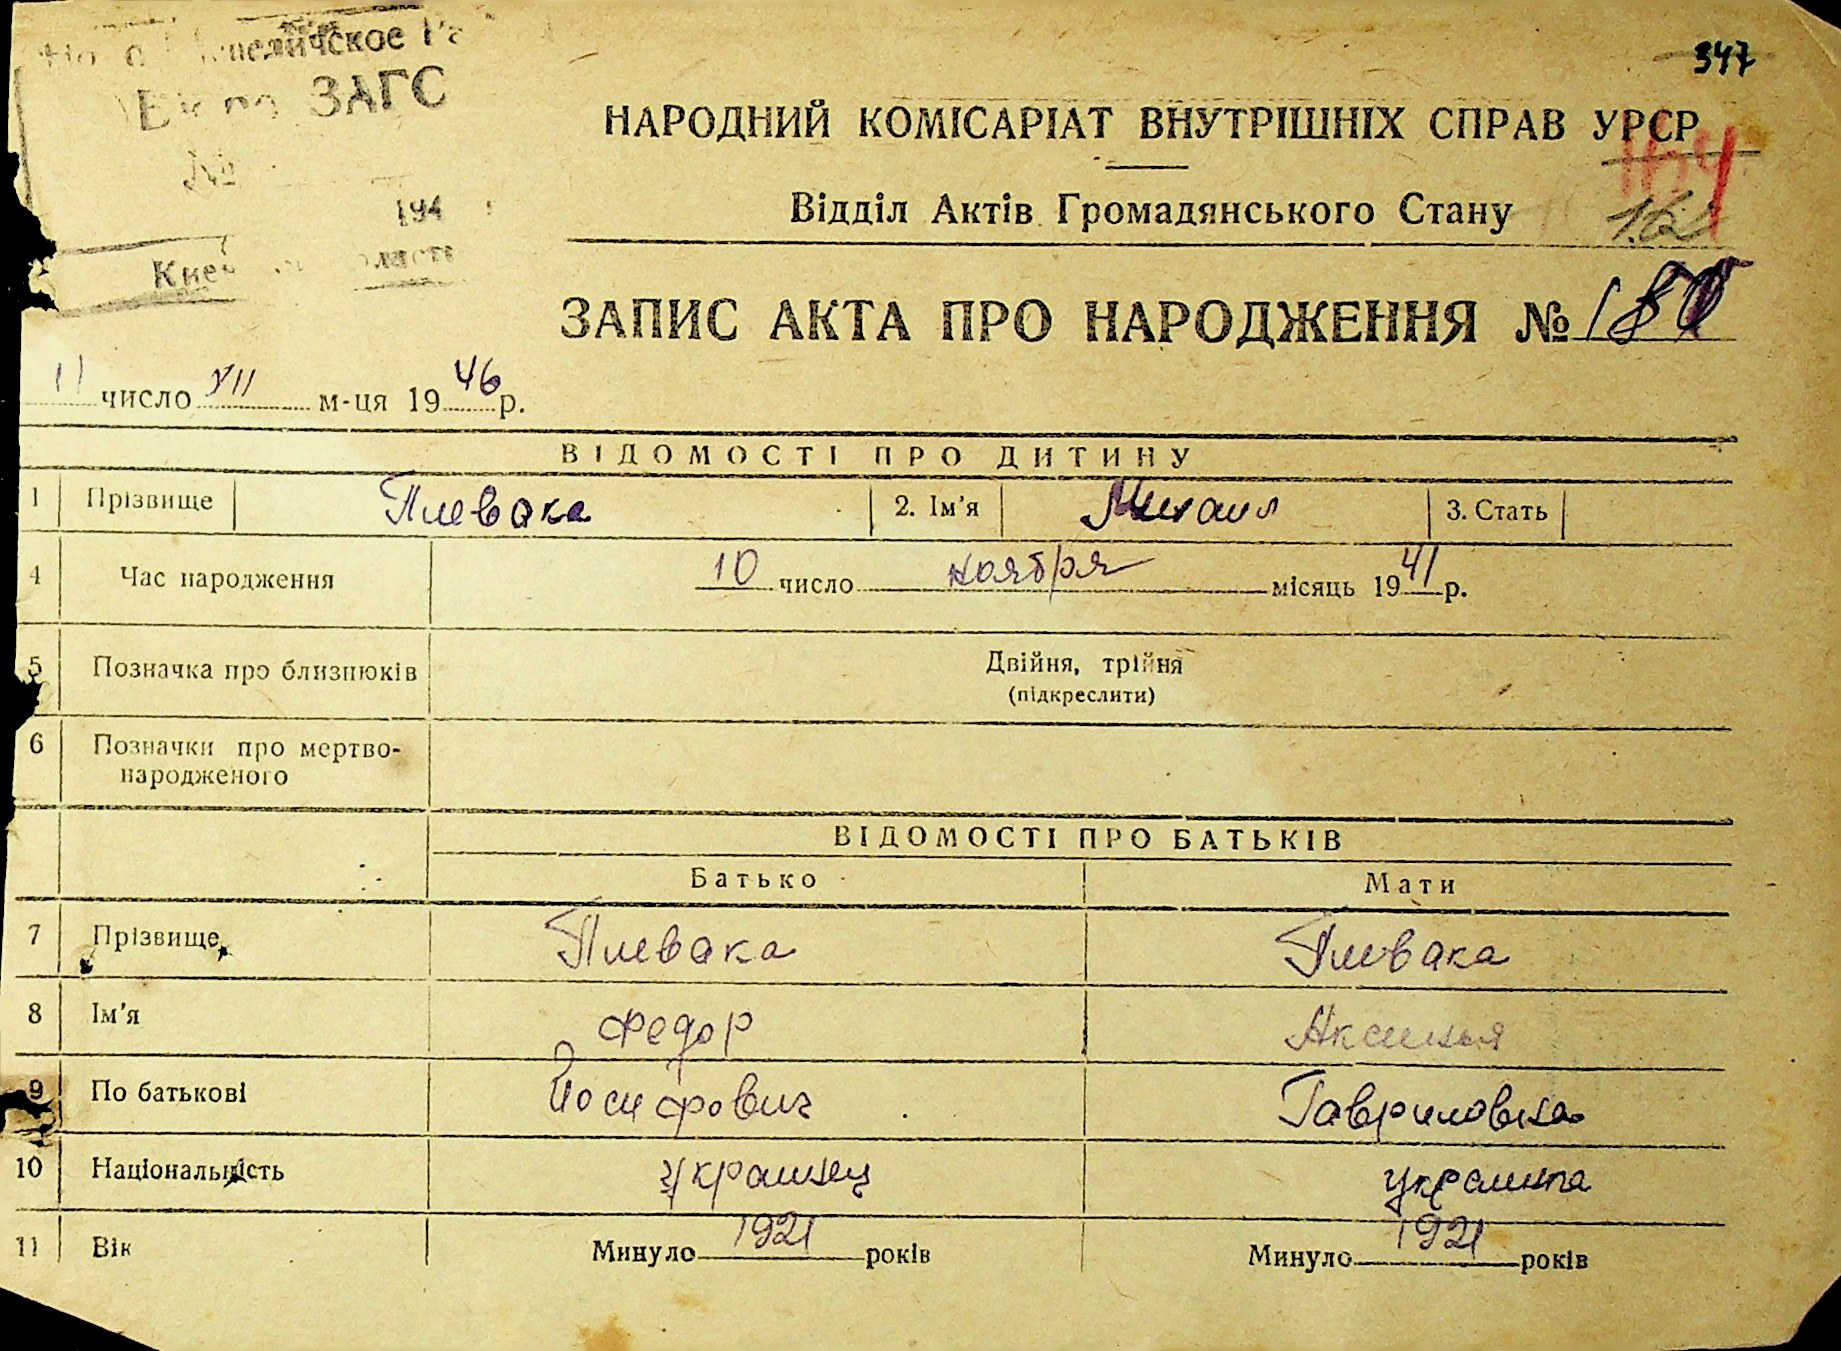 ЗАГС
№
194
347
НАРОДНИЙ КОМІСАРІАТ ВНУТРІШНІХ СПРАВ УРСР
164
Відділ Актів Громадянського Стану
ЗАПИС АКТА ПРО НАРОДЖЕННЯ №
11 число VII м-ця 1946 р.
ВІДОМОСТІ ПРО ДИТИНУ
1 Прізвище Плевака 2. Ім'я Михаил 3. Стать
4 Час народження 10 число ноября місяць 1941 р.
5 Позначка про близнюків Двійня, трійня
(підкреслити)
6 Позначки про мертво-
народженого
ВІДОМОСТІ ПРО БАТЬКІВ
Батько Мати
7 Прізвище Плевака Плевака
8 Ім'я Федор Аксинья
9 По батькові Йосифович Гавриловна
10 Національність украинец украинка
11 Вік Минуло 1921 років Минуло 1921 років